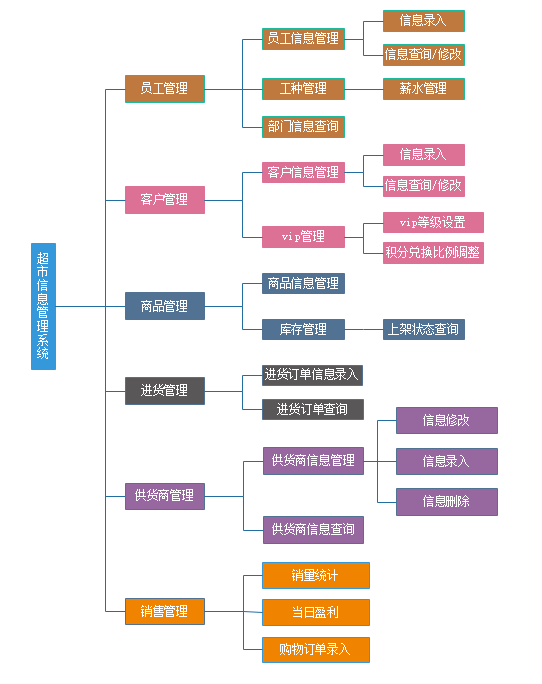 超市信息管理系统
员工管理
员工信息管理
信息录入
信息查询/修改
工种管理
薪水管理
部门信息查询
客户管理
客户信息管理
信息录入
信息查询/修改
vip管理
vip等级设置
积分兑换比例调整
商品管理
商品信息管理
库存管理
上架状态查询
进货管理
进货订单信息录入
进货订单查询
供货商管理
供货商信息管理
信息修改
信息录入
信息删除
供货商信息查询
销售管理
销量统计
当日盈利
购物订单录入